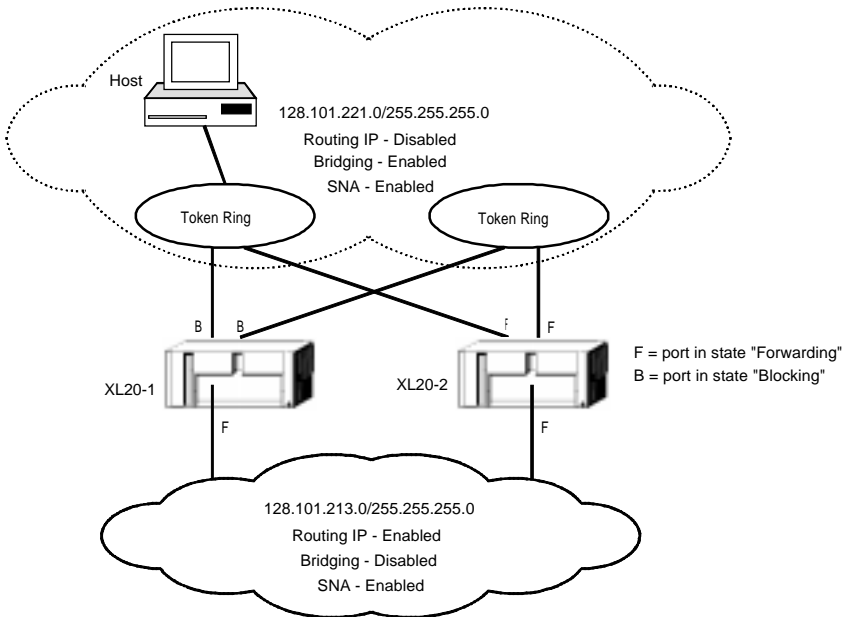 Host
128.101.221.0/255.255.255.0
Routing IP - Disabled
Bridging - Enabled
SNA - Enabled
Token Ring
Token Ring
B B F F
F = port in state "Forwarding"
B = port in state "Blocking"
XL20-1
XL20-2
F F
128.101.213.0/255.255.255.0
Routing IP - Enabled
Bridging - Disabled
SNA - Enabled